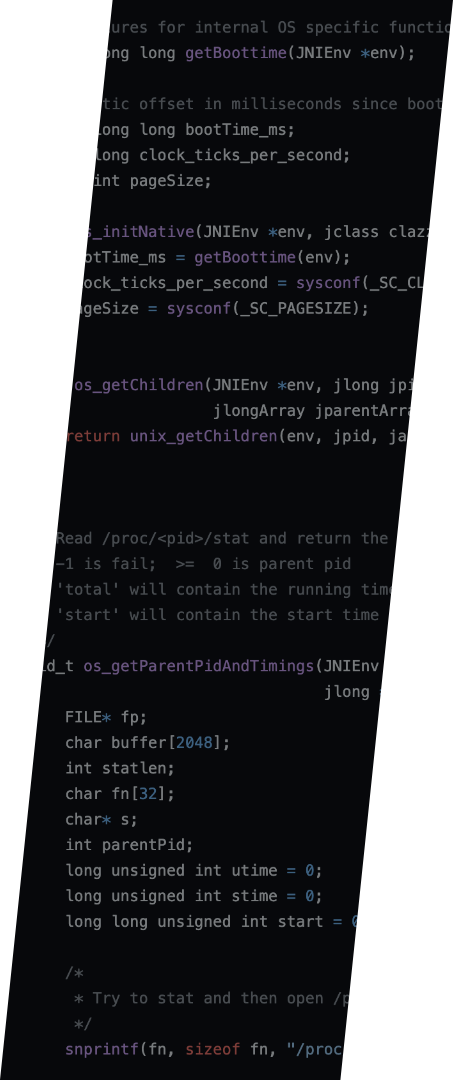 ures for internal OS specific functio
ong long getBoottime(JNIEnv *env);
tic offset in milliseconds since boot
long long bootTime_ms;
long clock_ticks_per_second;
int pageSize;
s_initNative(JNIEnv *env, jclass claz
otTime_ms = getBoottime(env);
ock_ticks_per_second = sysconf(_SC_CL
geSize = sysconf(_SC_PAGESIZE);
os_getChildren(JNIEnv *env, jlong jpi
jlongArray jparentArra
return unix_getChildren(env, jpid, ja
Read /proc/<pid>/stat and return the
-1 is fail;  >=  0 is parent pid
'total' will contain the running time
'start' will contain the start time
/
id_t os_getParentPidAndTimings(JNIEnv
jlong
FILE* fp;
char buffer[2048];
int statlen;
char fn[32];
char* s;
int parentPid;
long unsigned int utime = 0;
long unsigned int stime = 0;
long long unsigned int start = 0
/*
* Try to stat and then open /p
*/
snprintf(fn, sizeof fn, "/proc